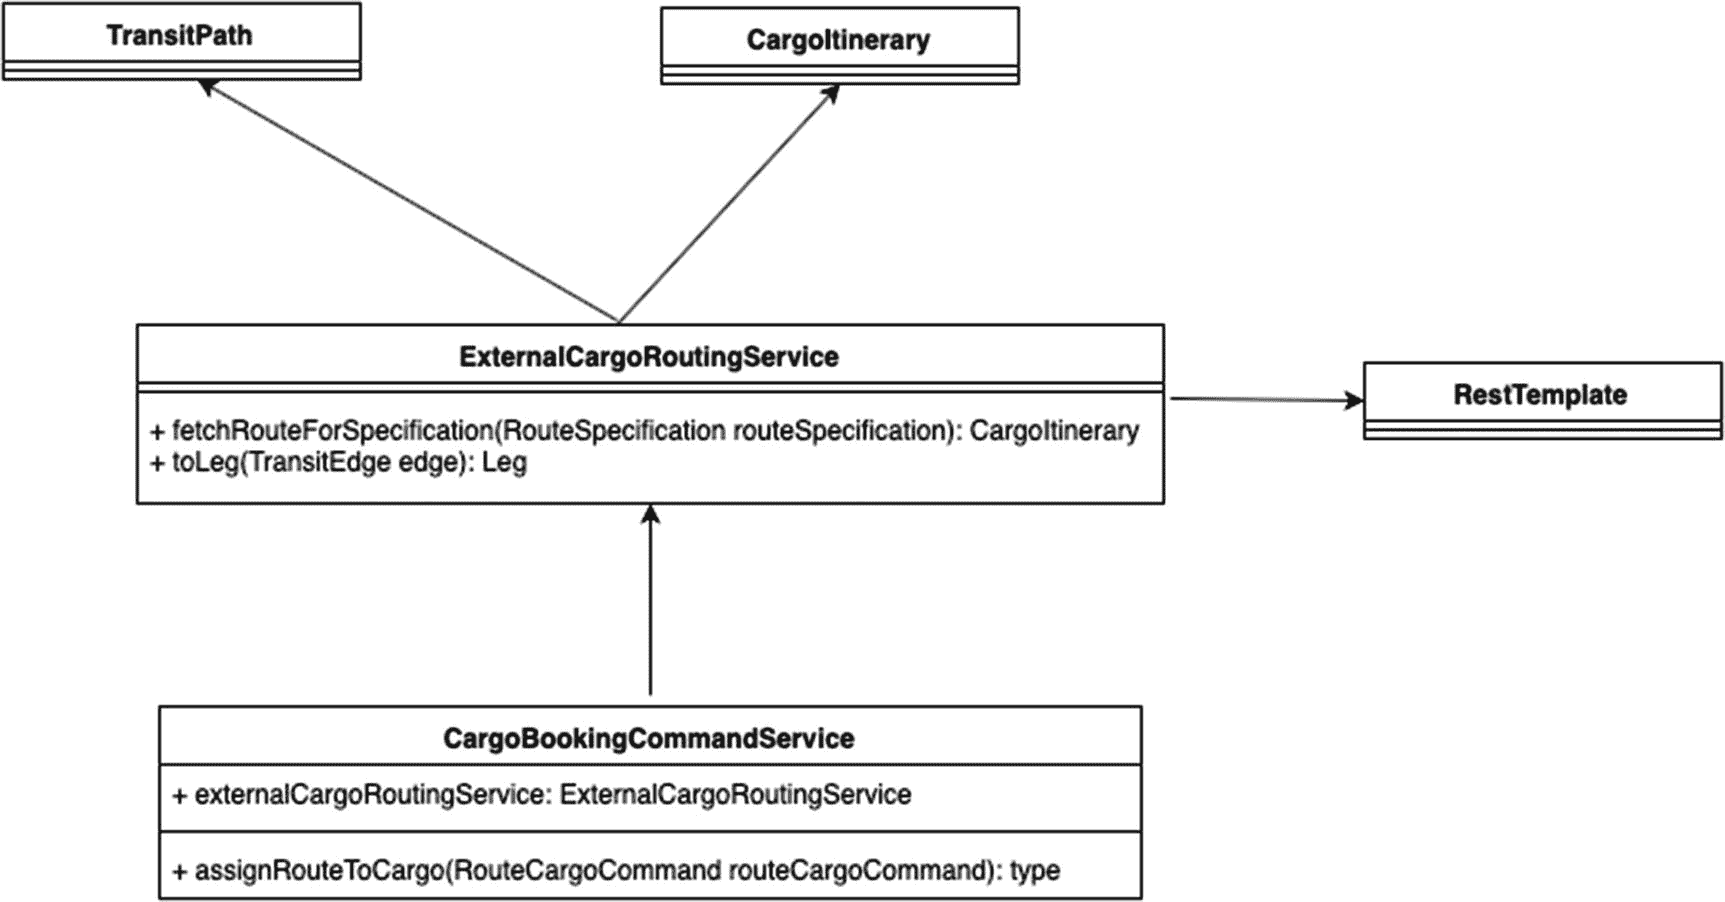 TransitPath
CargoItinerary
ExternalCargoRoutingService
+ fetchRouteForSpecification(RouteSpecification routeSpecification): CargoItinerary
+ toLeg(TransitEdge edge): Leg
RestTemplate
CargoBookingCommandService
+ externalCargoRoutingService: ExternalCargoRoutingService
+ assignRouteToCargo(RouteCargoCommand routeCargoCommand): type